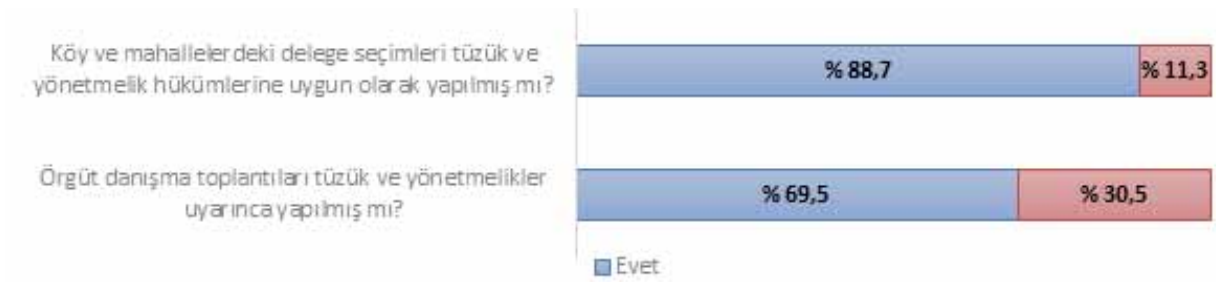 Köy ve mahallelerdeki delege seçimleri tüzük ve
yönetmelik hükümlerine uygun olarak yapılmış mı?
% 88,7
% 11,3
Örgüt danışma toplantıları tüzük ve yönetmelikler
uyarınca yapılmış mı?
% 69,5
% 30,5
Evet